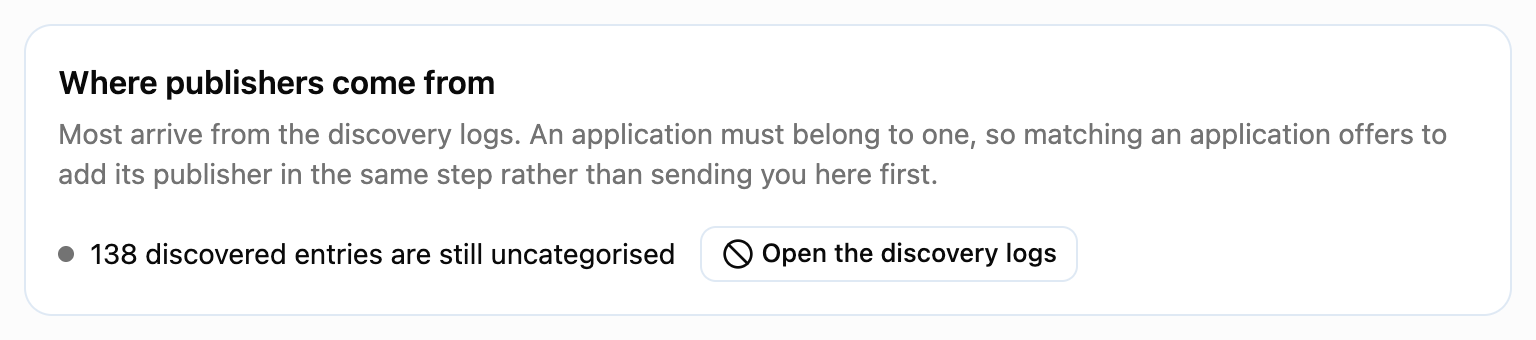 Where publishers come from
Most arrive from the discovery logs. An application must belong to one, so matching an application offers to
add its publisher in the same step rather than sending you here first.
138 discovered entries are still uncategorised
Open the discovery logs